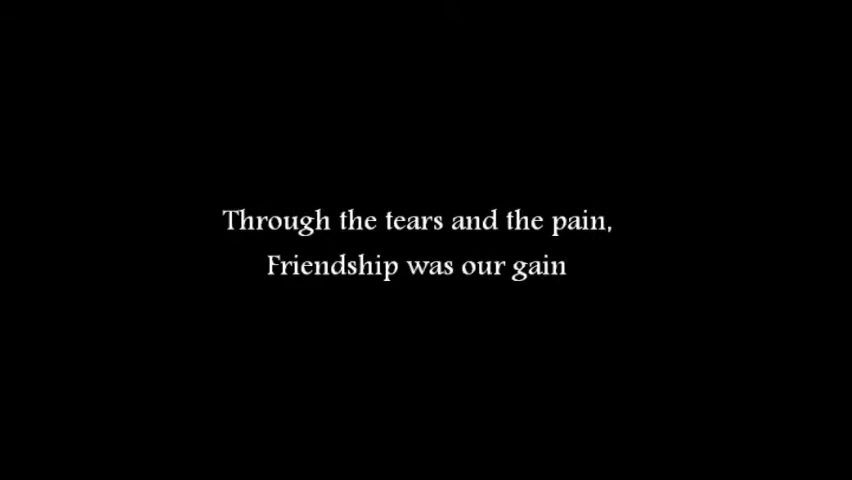 Through the tears and the pain,
Friendship was our gain